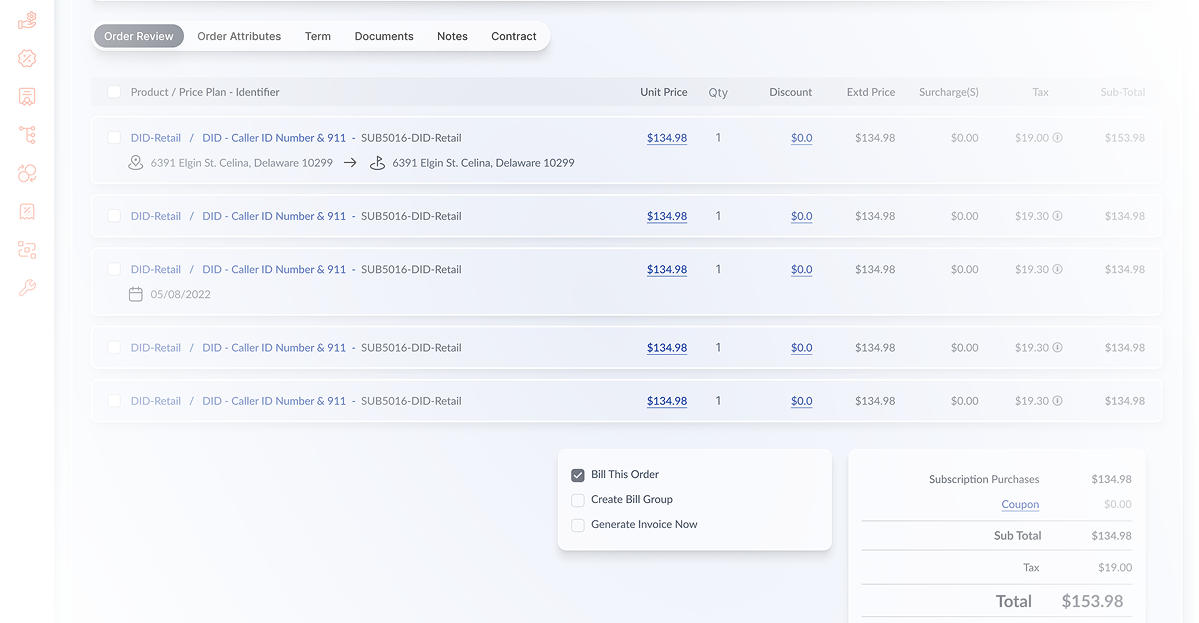 Order Review Order Attributes Term Documents Notes Contract
Product / Price Plan - Identifier Unit Price Qty Discount Extd Price Surcharge(S) Tax Sub-Total
DID-Retail / DID - Caller ID Number & 911 - SUB5016-DID-Retail $134.98 1 $0.0 $134.98 $0.00 $19.00 $153.98
6391 Elgin St. Celina, Delaware 10299 → 6391 Elgin St. Celina, Delaware 10299
DID-Retail / DID - Caller ID Number & 911 - SUB5016-DID-Retail $134.98 1 $0.0 $134.98 $0.00 $19.30 $134.98
DID-Retail / DID - Caller ID Number & 911 - SUB5016-DID-Retail $134.98 1 $0.0 $134.98 $0.00 $19.30 $134.98
05/08/2022
DID-Retail / DID - Caller ID Number & 911 - SUB5016-DID-Retail $134.98 1 $0.0 $134.98 $0.00 $19.30 $134.98
DID-Retail / DID - Caller ID Number & 911 - SUB5016-DID-Retail $134.98 1 $0.0 $134.98 $0.00 $19.30 $134.98
Bill This Order
Create Bill Group
Generate Invoice Now
Subscription Purchases $134.98
Coupon $0.00
Sub Total $134.98
Tax $19.00
Total $153.98